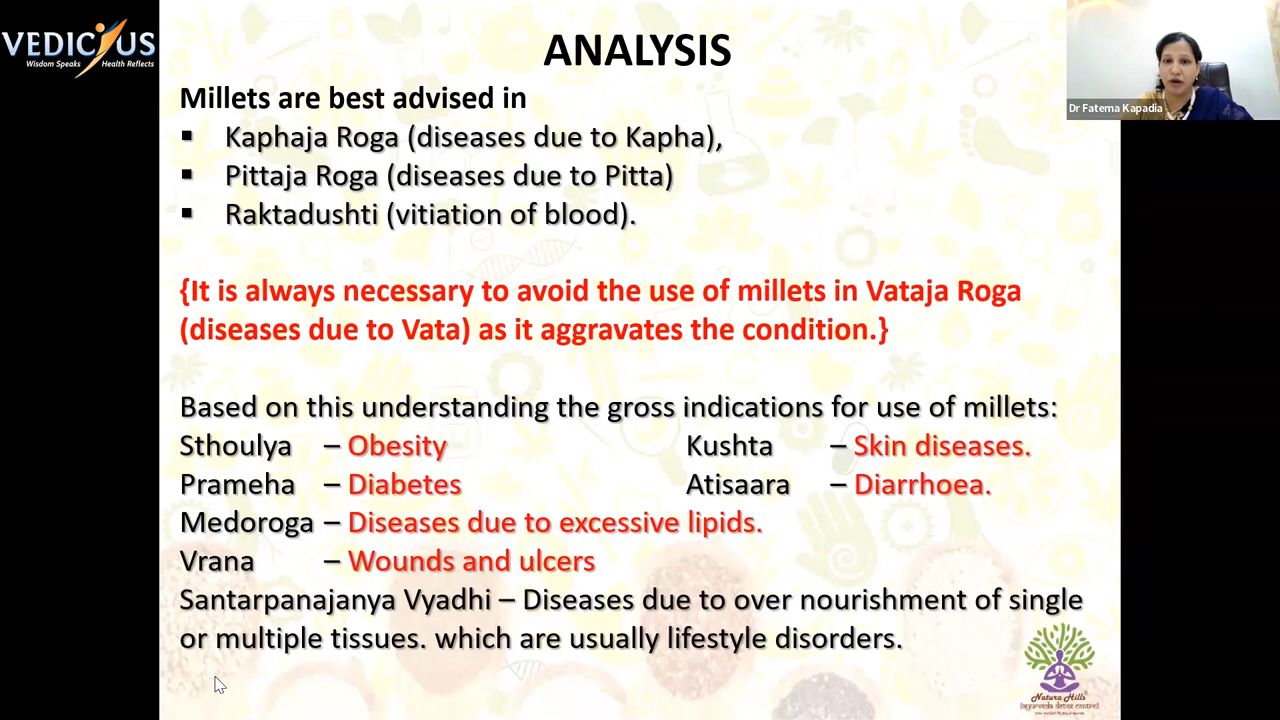 VEDICIUS
Wisdom Speaks Health Reflects
ANALYSIS
Dr Fatema Kapadia
Millets are best advised in
▪ Kaphaja Roga (diseases due to Kapha),
▪ Pittaja Roga (diseases due to Pitta)
▪ Raktadushti (vitiation of blood).
{It is always necessary to avoid the use of millets in Vataja Roga
(diseases due to Vata) as it aggravates the condition.}
Based on this understanding the gross indications for use of millets:
Sthoulya – Obesity Kushta – Skin diseases.
Prameha – Diabetes Atisaara – Diarrhoea.
Medoroga – Diseases due to excessive lipids.
Vrana – Wounds and ulcers
Santarpanajanya Vyadhi – Diseases due to over nourishment of single
or multiple tissues. which are usually lifestyle disorders.
Natura Hills
ayurveda detox centre